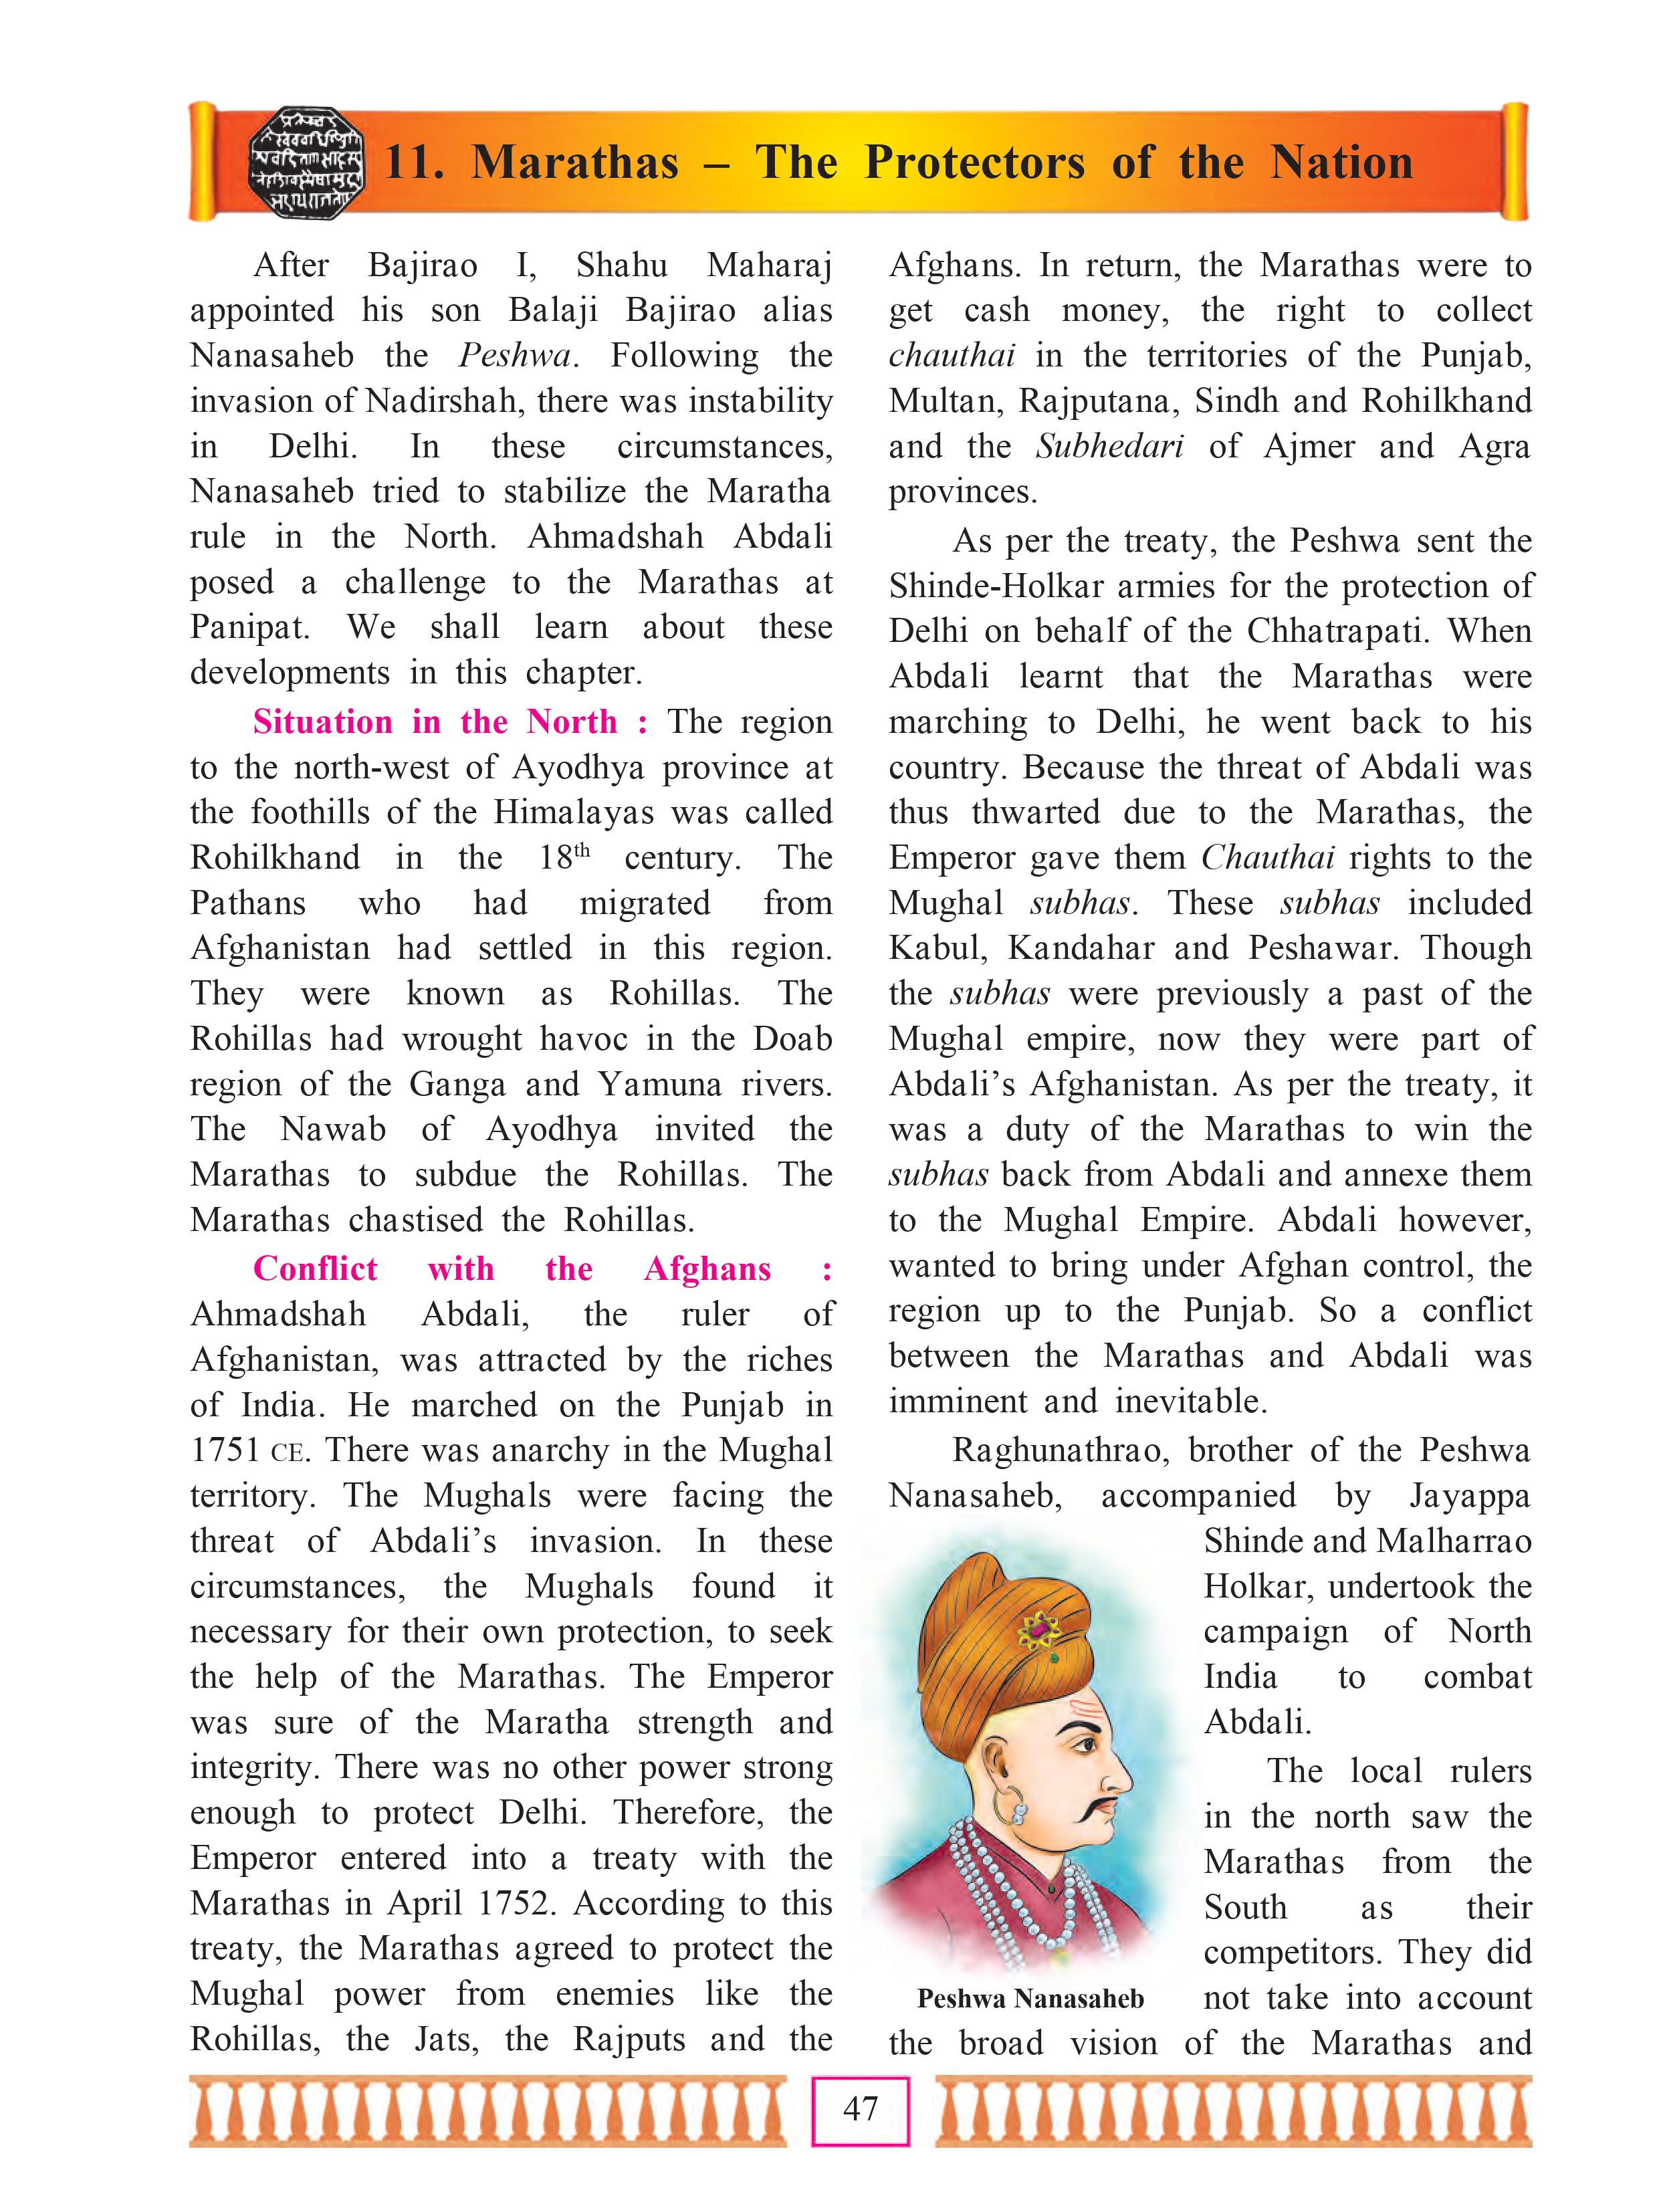 11. Marathas – The Protectors of the Nation
After Bajirao I, Shahu Maharaj
appointed his son Balaji Bajirao alias
Nanasaheb the Peshwa. Following the
invasion of Nadirshah, there was instability
in Delhi. In these circumstances,
Nanasaheb tried to stabilize the Maratha
rule in the North. Ahmadshah Abdali
posed a challenge to the Marathas at
Panipat. We shall learn about these
developments in this chapter.
Situation in the North : The region
to the north-west of Ayodhya province at
the foothills of the Himalayas was called
Rohilkhand in the 18th century. The
Pathans who had migrated from
Afghanistan had settled in this region.
They were known as Rohillas. The
Rohillas had wrought havoc in the Doab
region of the Ganga and Yamuna rivers.
The Nawab of Ayodhya invited the
Marathas to subdue the Rohillas. The
Marathas chastised the Rohillas.
Conflict with the Afghans :
Ahmadshah Abdali, the ruler of
Afghanistan, was attracted by the riches
of India. He marched on the Punjab in
1751 CE. There was anarchy in the Mughal
territory. The Mughals were facing the
threat of Abdali’s invasion. In these
circumstances, the Mughals found it
necessary for their own protection, to seek
the help of the Marathas. The Emperor
was sure of the Maratha strength and
integrity. There was no other power strong
enough to protect Delhi. Therefore, the
Emperor entered into a treaty with the
Marathas in April 1752. According to this
treaty, the Marathas agreed to protect the
Mughal power from enemies like the
Rohillas, the Jats, the Rajputs and the
Afghans. In return, the Marathas were to
get cash money, the right to collect
chauthai in the territories of the Punjab,
Multan, Rajputana, Sindh and Rohilkhand
and the Subhedari of Ajmer and Agra
provinces.
As per the treaty, the Peshwa sent the
Shinde-Holkar armies for the protection of
Delhi on behalf of the Chhatrapati. When
Abdali learnt that the Marathas were
marching to Delhi, he went back to his
country. Because the threat of Abdali was
thus thwarted due to the Marathas, the
Emperor gave them Chauthai rights to the
Mughal subhas. These subhas included
Kabul, Kandahar and Peshawar. Though
the subhas were previously a past of the
Mughal empire, now they were part of
Abdali’s Afghanistan. As per the treaty, it
was a duty of the Marathas to win the
subhas back from Abdali and annexe them
to the Mughal Empire. Abdali however,
wanted to bring under Afghan control, the
region up to the Punjab. So a conflict
between the Marathas and Abdali was
imminent and inevitable.
Raghunathrao, brother of the Peshwa
Nanasaheb, accompanied by Jayappa
Shinde and Malharrao
Holkar, undertook the
campaign of North
India to combat
Abdali.
The local rulers
in the north saw the
Marathas from the
South as their
competitors. They did
not take into account
the broad vision of the Marathas and
Peshwa Nanasaheb
47